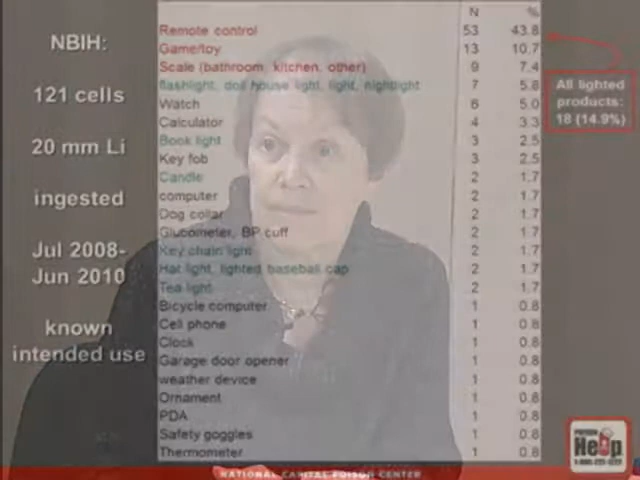 NBIH:
121 cells
20 mm Li
ingested
Jul 2008-
Jun 2010
known
intended use
N %
Remote control 53 43.8
Game/toy 13 10.7
Scale (bathroom, kitchen, other) 9 7.4
flashlight, doll house light, light, nightlight 7 5.8
Watch 6 5.0
Calculator 4 3.3
Book light 3 2.5
Key fob 3 2.5
Candle 2 1.7
computer 2 1.7
Dog collar 2 1.7
Glucometer, BP cuff 2 1.7
Key chain light 2 1.7
Hat light, lighted baseball cap 2 1.7
Tea light 2 1.7
Bicycle computer 1 0.8
Cell phone 1 0.8
Clock 1 0.8
Garage door opener 1 0.8
weather device 1 0.8
Ornament 1 0.8
PDA 1 0.8
Safety goggles 1 0.8
Thermometer 1 0.8
All lighted
products:
18 (14.9%)
POISON
Help
1-800-222-1222
NATIONAL CAPITAL POISON CENTER